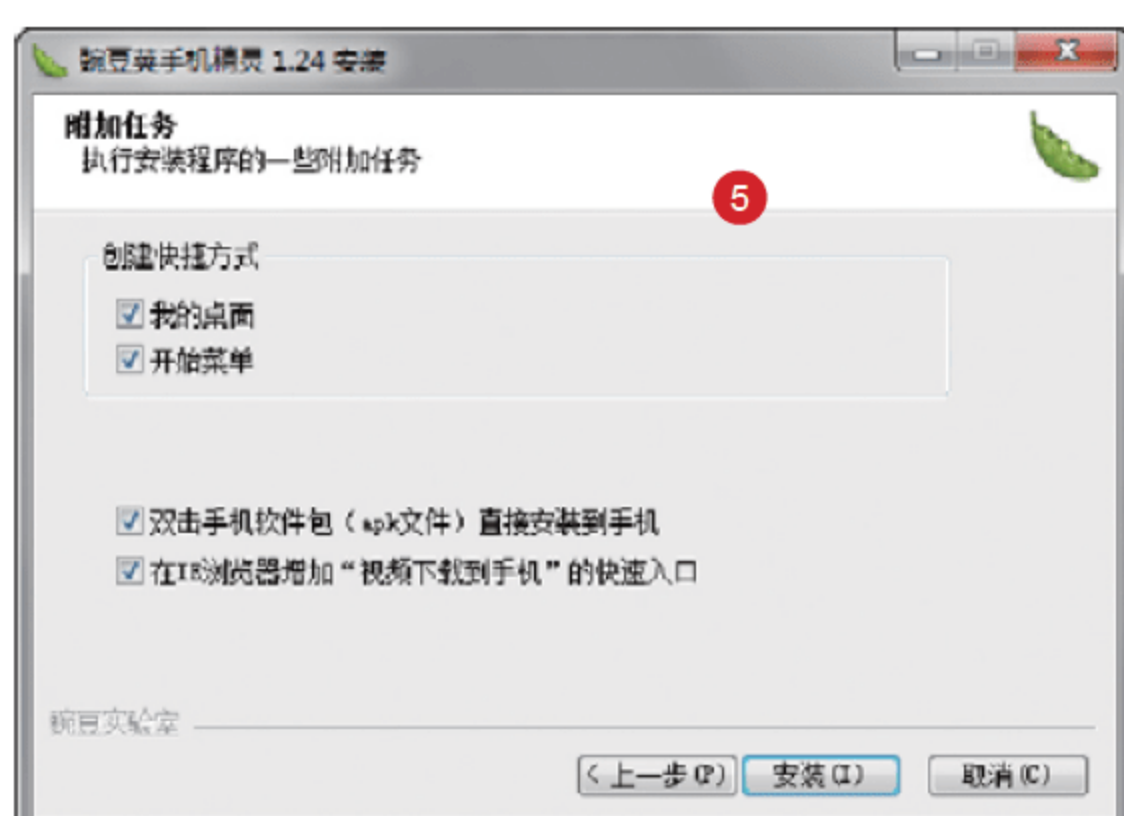 豌豆荚手机精灵 1.24 安装
附加任务
执行安装程序的一些附加任务
5
创建快捷方式
我的桌面
开始菜单
双击手机软件包（apk文件）直接安装到手机
在IE浏览器增加“视频下载到手机”的快速入口
豌豆实验室
< 上一步(P)
安装(I)
取消(C)